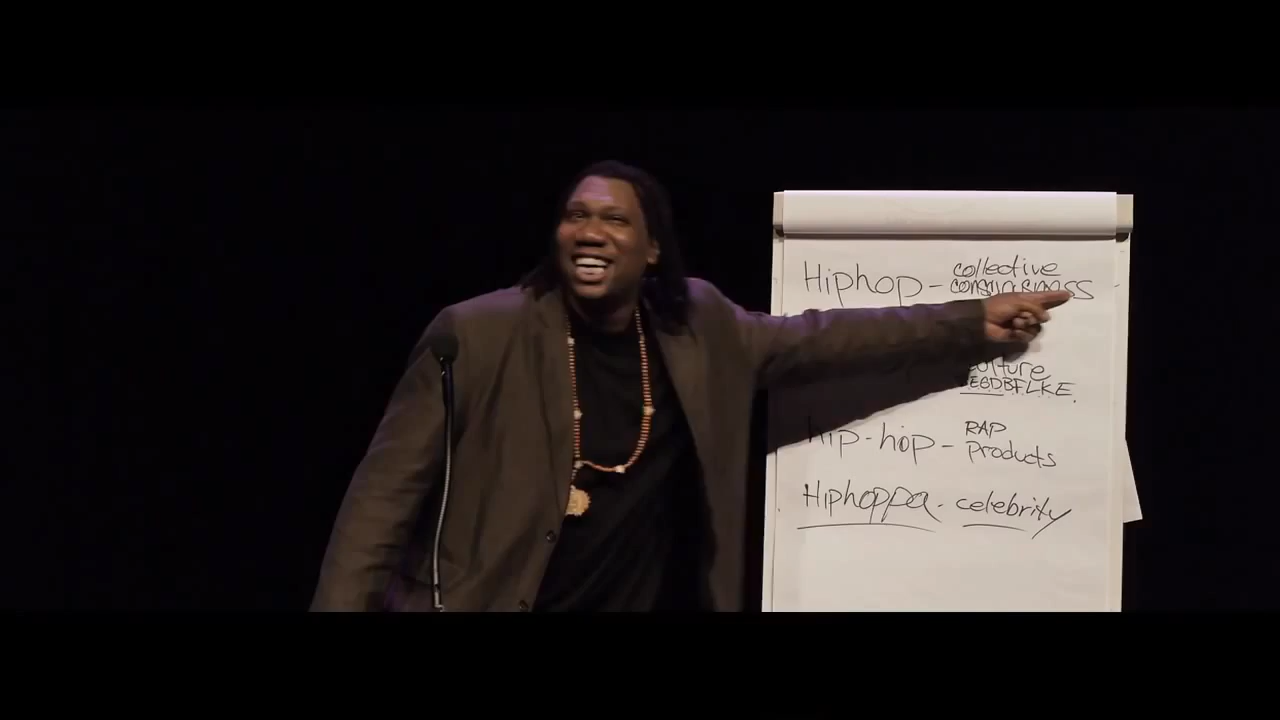 Hiphop - collective
consciousness
culture
hip-hop - RAP
Products
Hiphoppa - celebrity